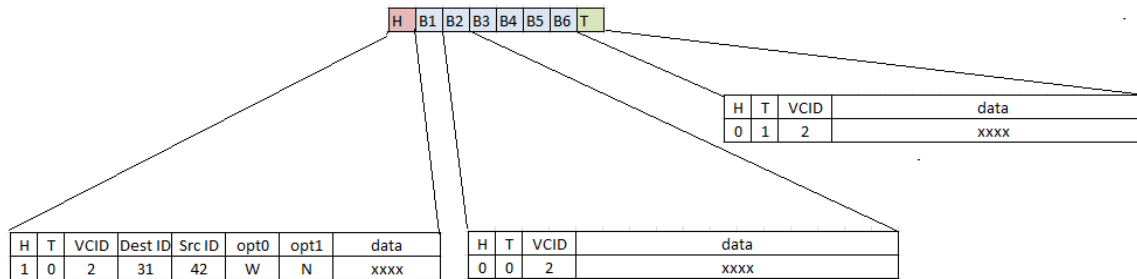 H B1 B2 B3 B4 B5 B6 T
H T VCID data
0 1 2 xxxx
H T VCID Dest ID Src ID opt0 opt1 data
1 0 2 31 42 W N xxxx
H T VCID data
0 0 2 xxxx